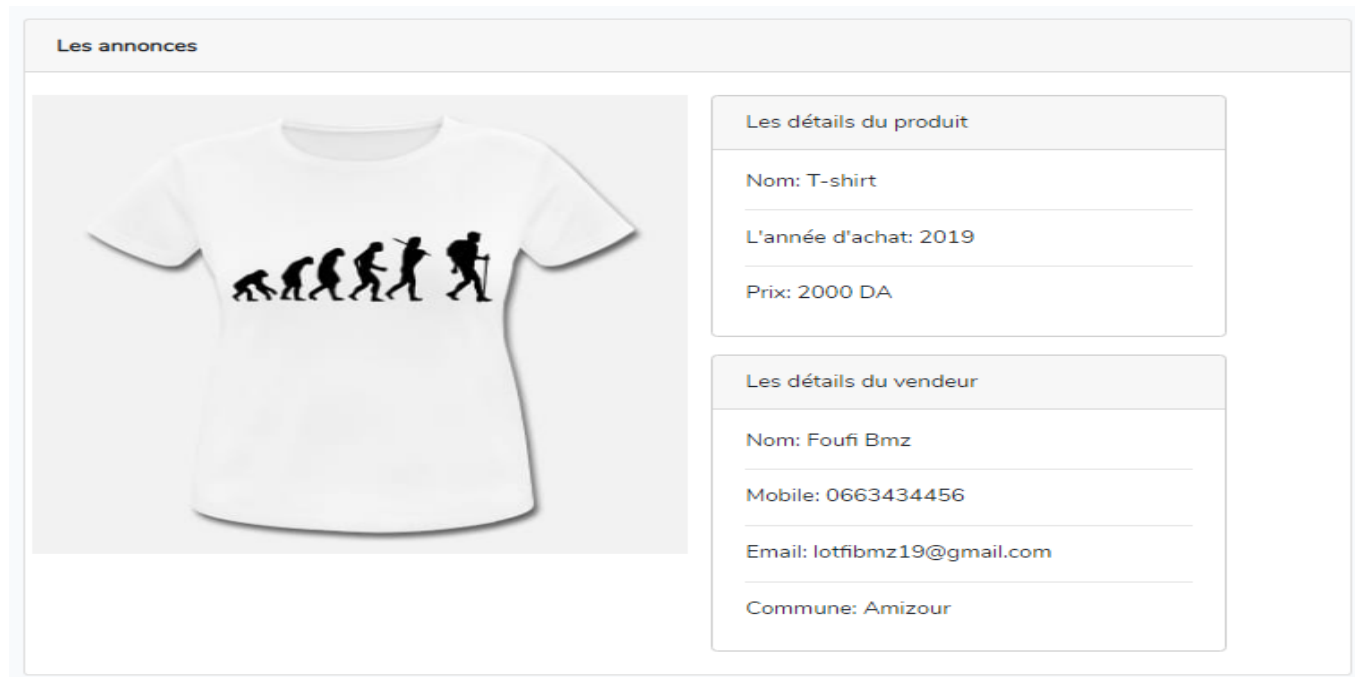 Les annonces
Les détails du produit
Nom: T-shirt
L'année d'achat: 2019
Prix: 2000 DA
Les détails du vendeur
Nom: Foufi Bmz
Mobile: 0663434456
Email: lotfibmz19@gmail.com
Commune: Amizour